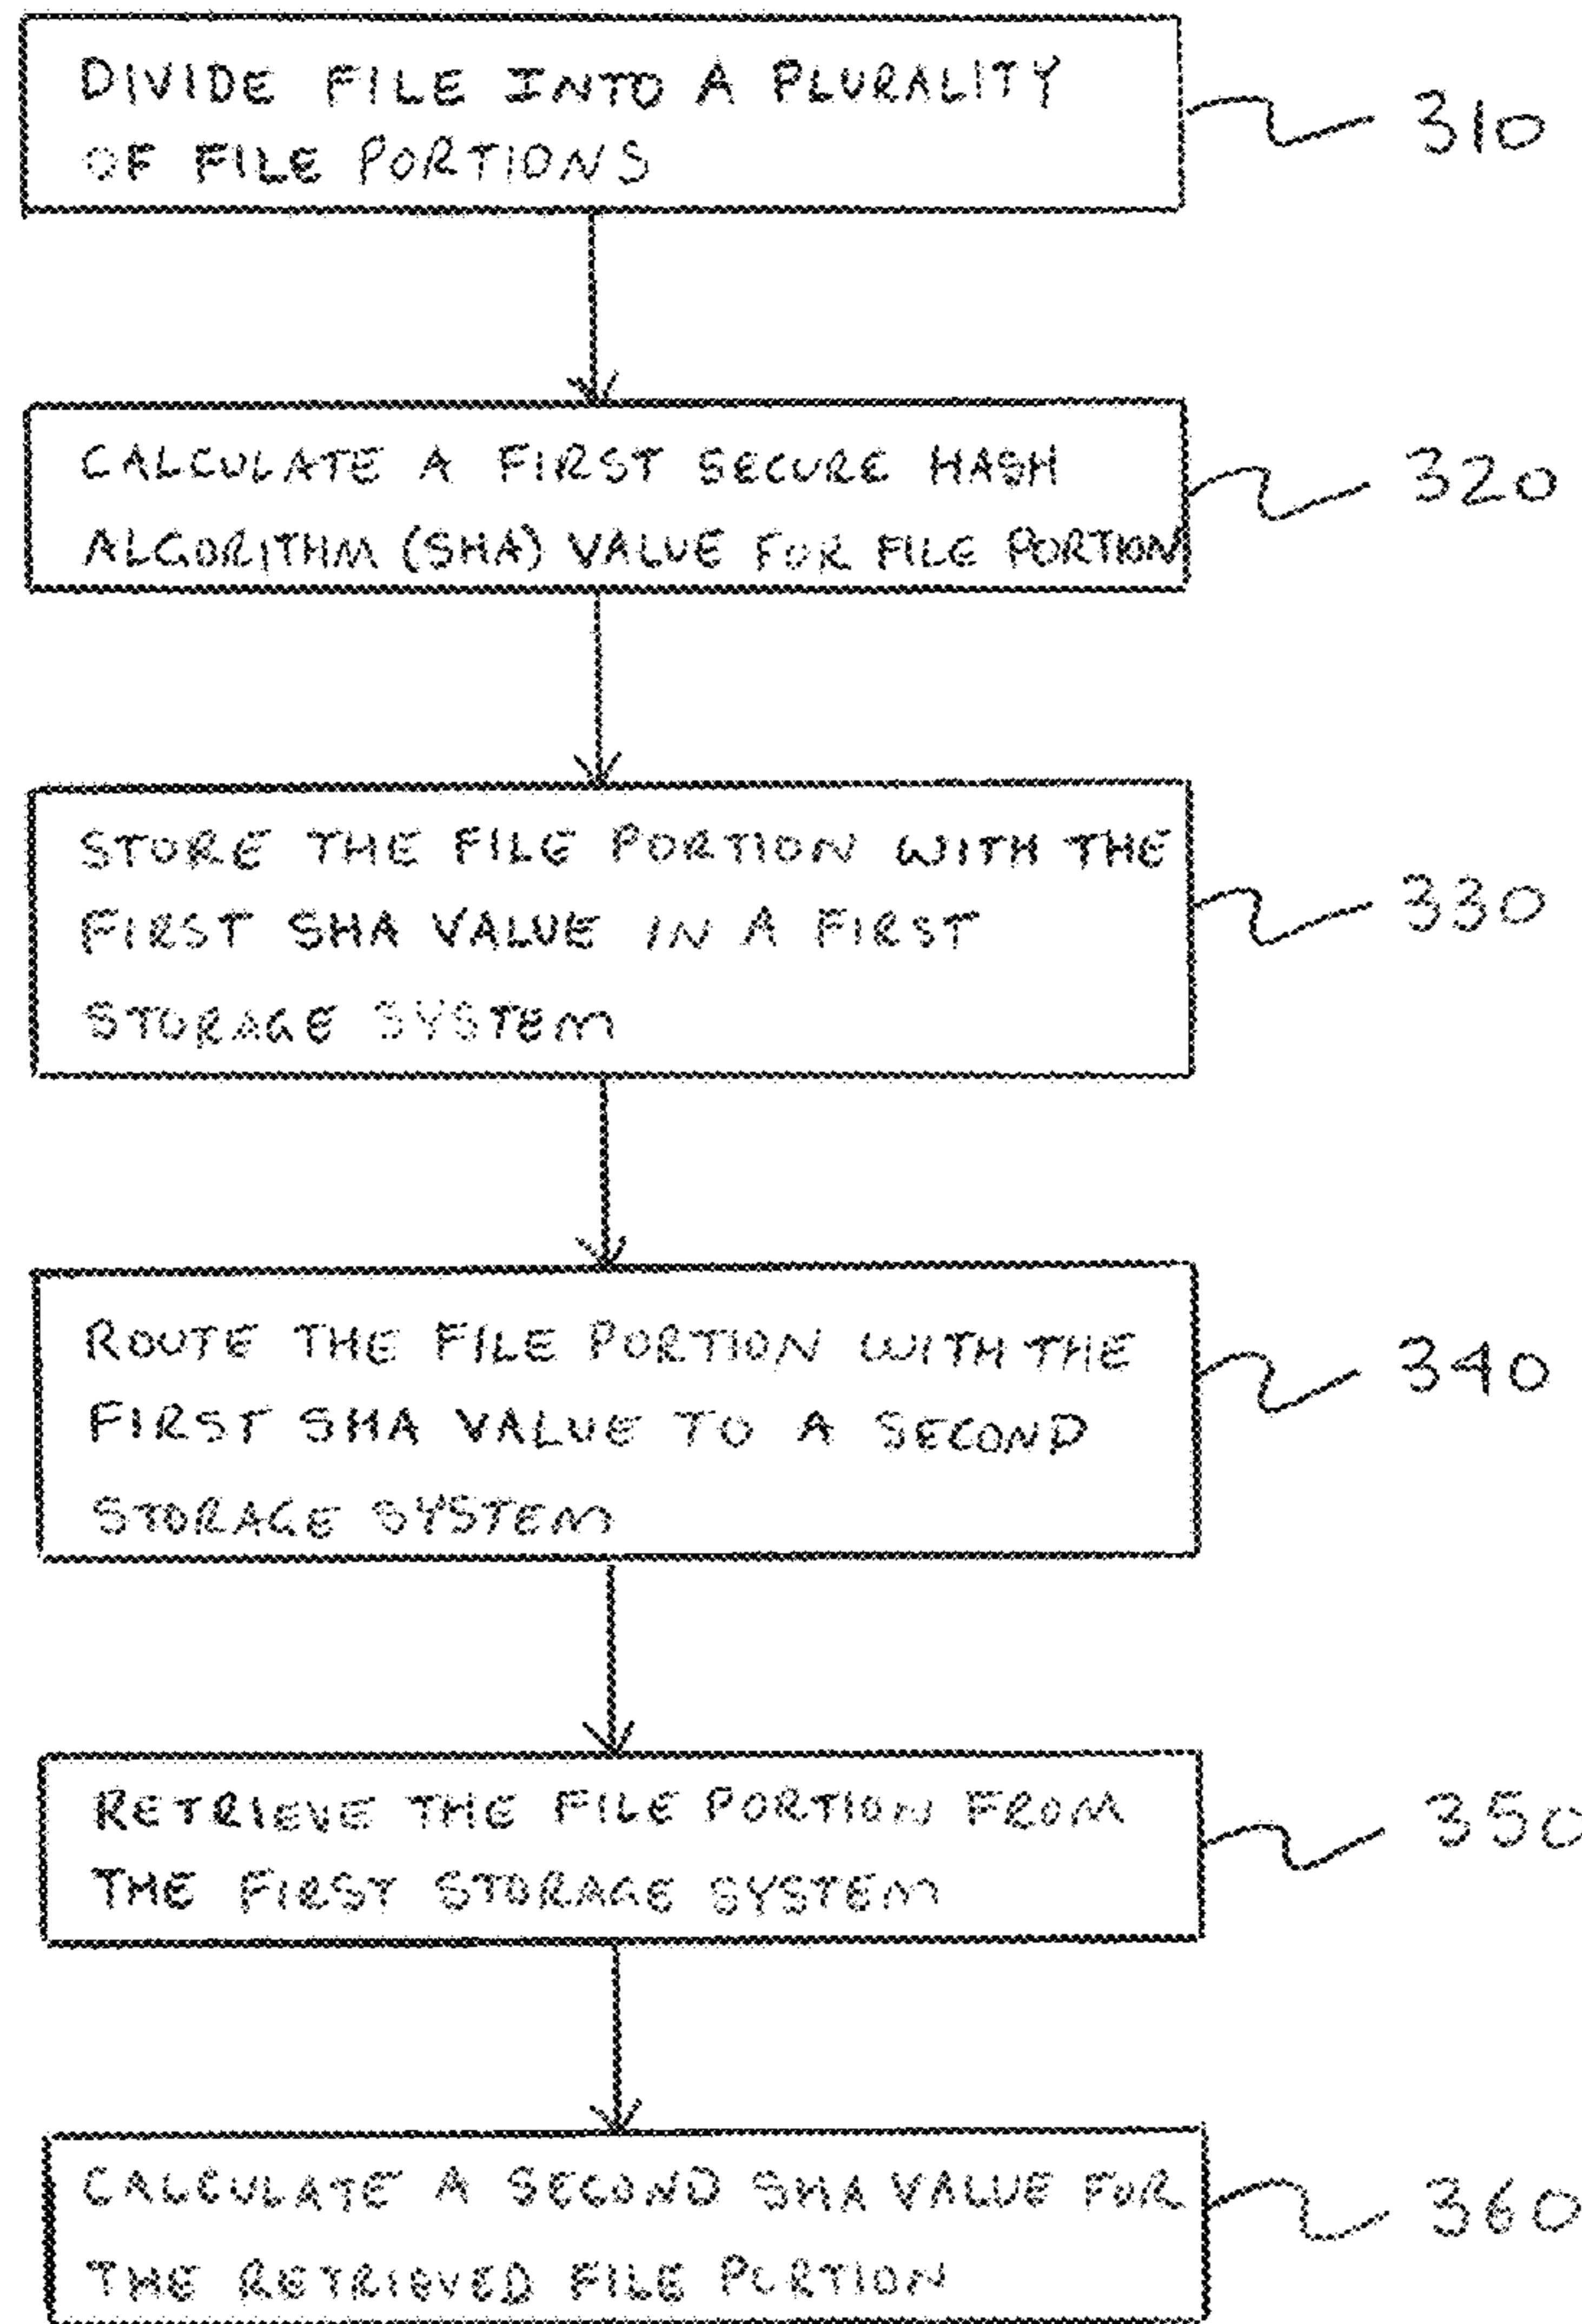 DIVIDE FILE INTO A PLURALITY
OF FILE PORTIONS
310
CALCULATE A FIRST SECURE HASH
ALGORITHM (SHA) VALUE FOR FILE PORTION
320
STORE THE FILE PORTION WITH THE
FIRST SHA VALUE IN A FIRST
STORAGE SYSTEM
330
ROUTE THE FILE PORTION WITH THE
FIRST SHA VALUE TO A SECOND
STORAGE SYSTEM
340
RETRIEVE THE FILE PORTION FROM
THE FIRST STORAGE SYSTEM
350
CALCULATE A SECOND SHA VALUE FOR
THE RETRIEVED FILE PORTION
360